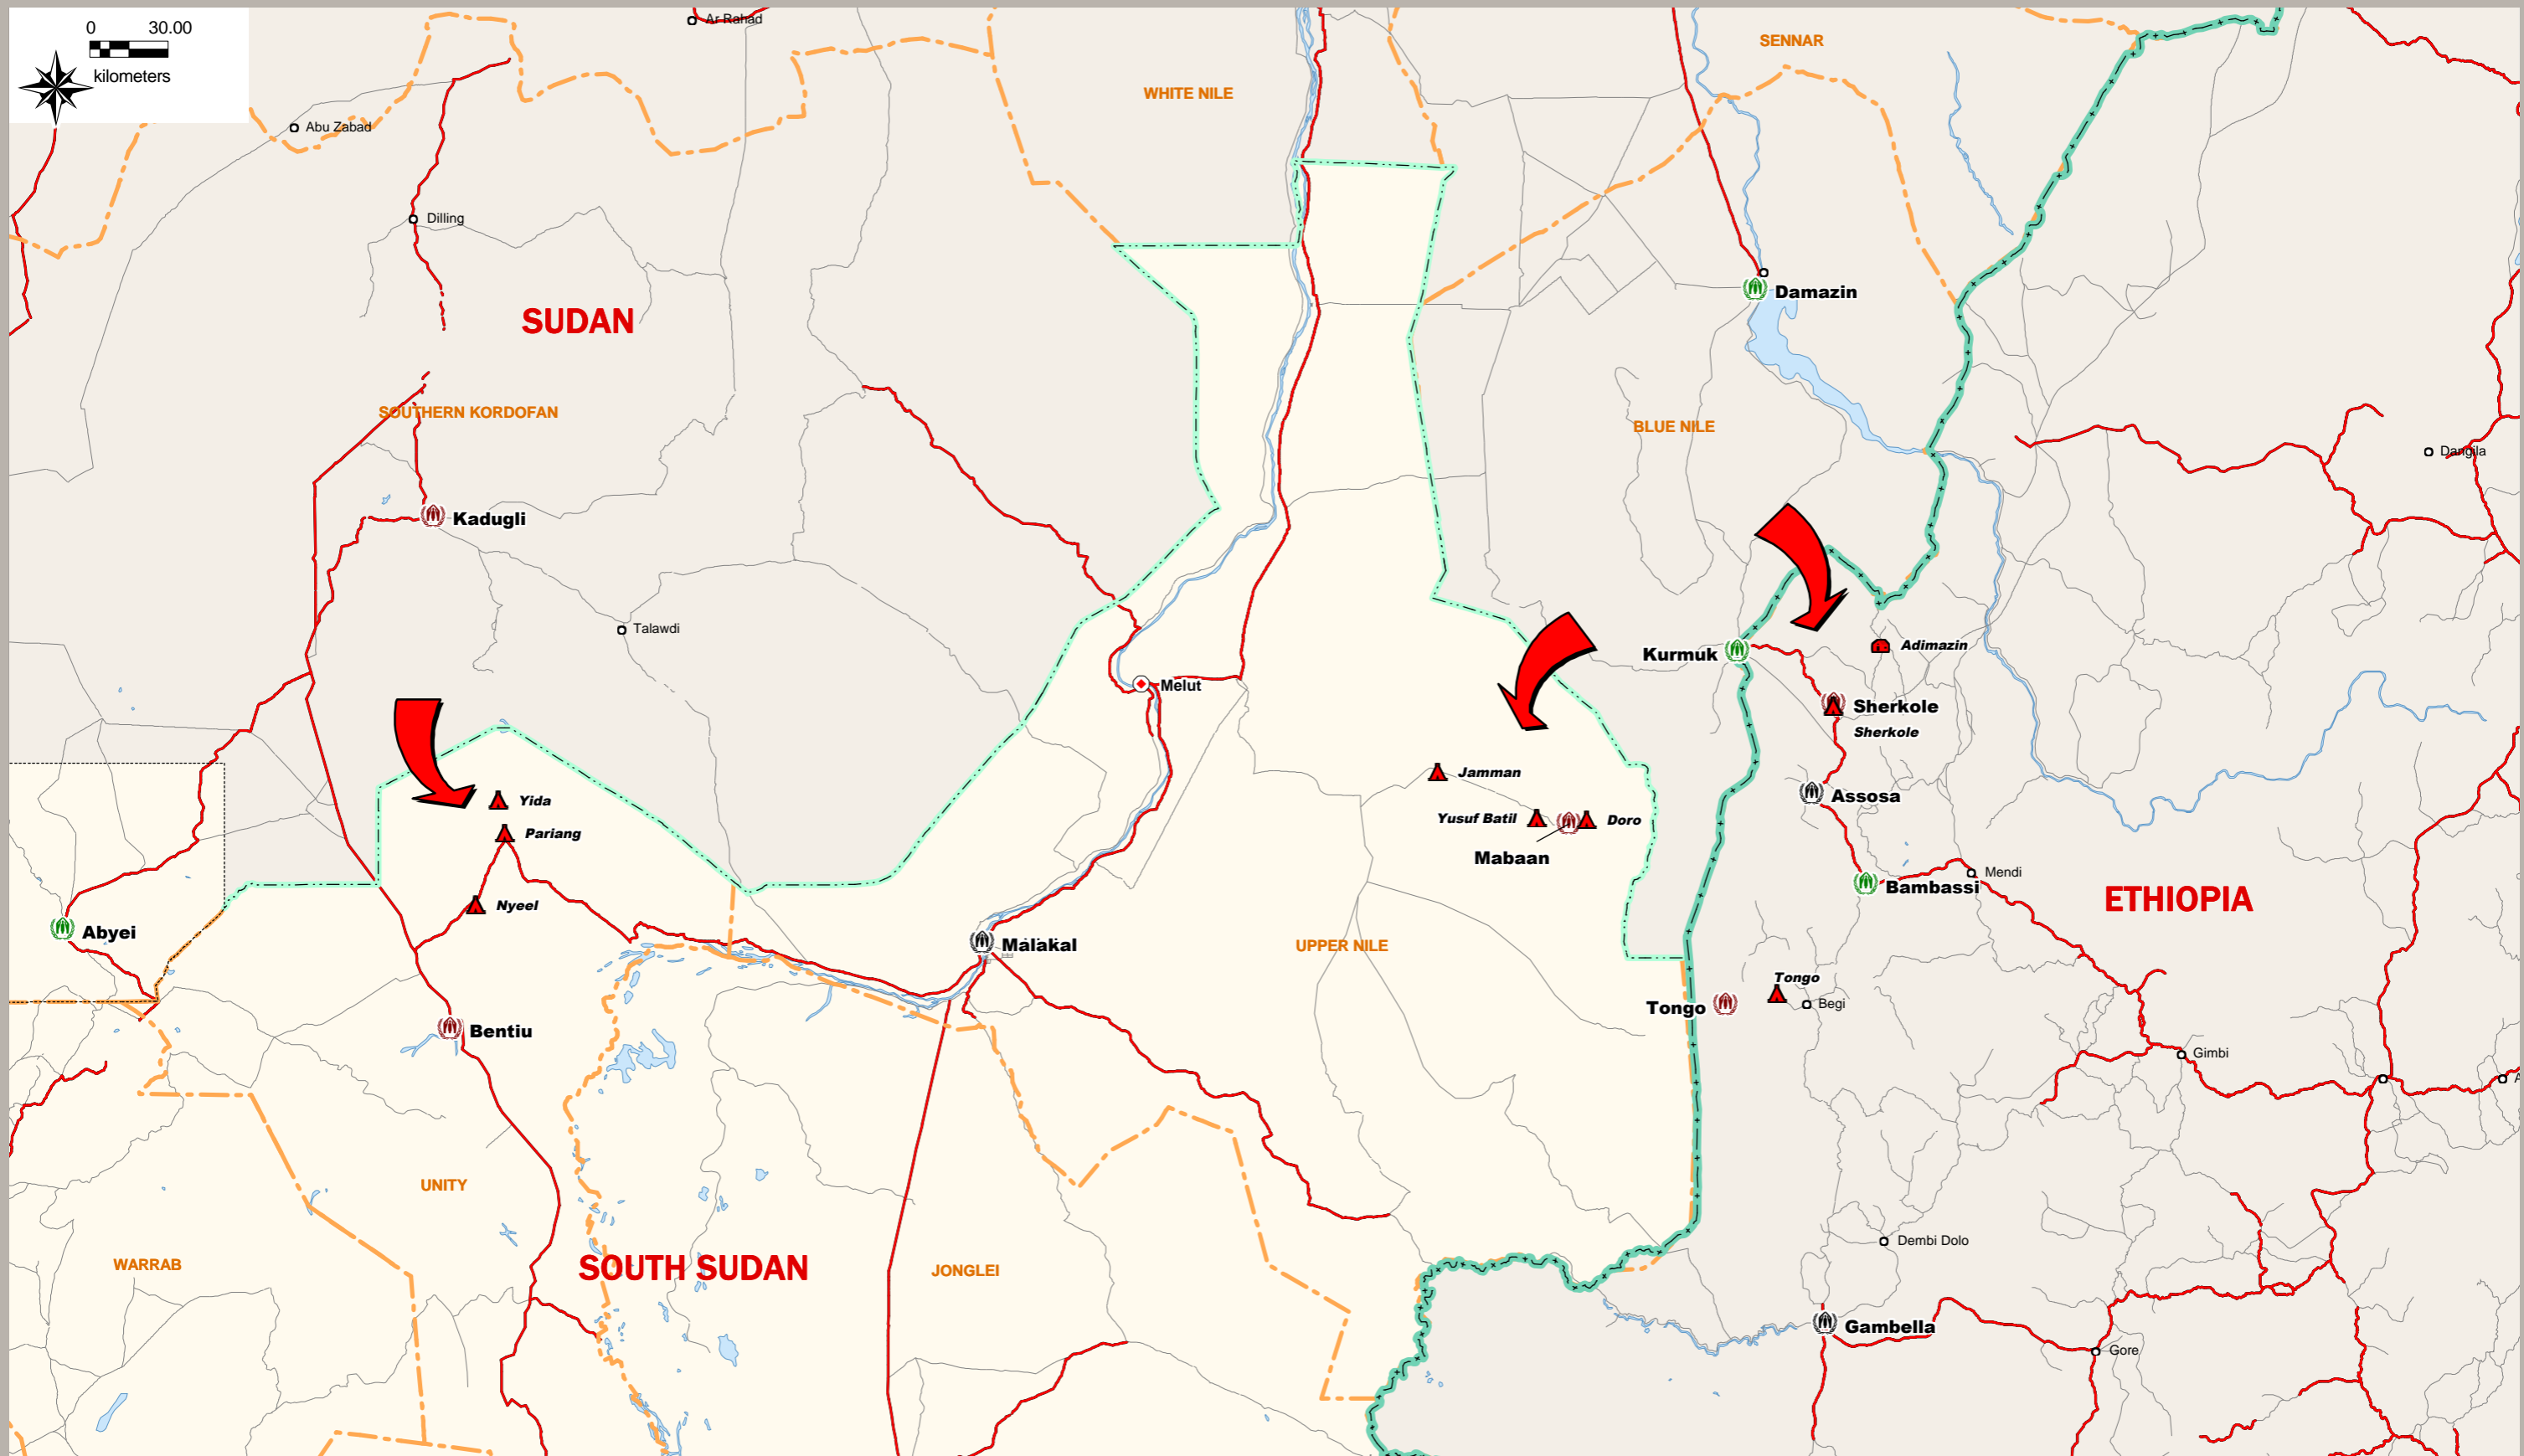 0 30.00
kilometers
Ar Rahad
SENNAR
WHITE NILE
Abu Zabad
Dilling
Damazin
SUDAN
SOUTHERN KORDOFAN
BLUE NILE
Dangila
Kadugli
Talawdi
Kurmuk
Adimazin
Melut
Sherkole
Sherkole
Jamman
Assosa
Yida
Pariang
Yusuf Batil
Doro
Mabaan
Mendi
Bambassi
ETHIOPIA
Nyeel
Abyei
Malakal
UPPER NILE
Tongo
Tongo
Begi
Bentiu
Gimbi
A
UNITY
Dembi Dolo
WARRAB
SOUTH SUDAN
JONGLEI
Gambella
Gore